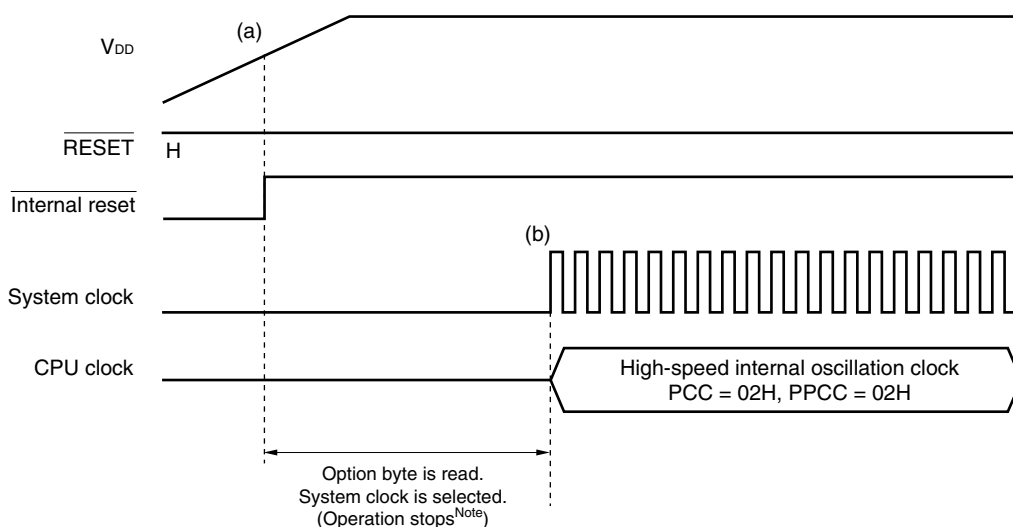 (a)
VDD
RESET
H
Internal reset
(b)
System clock
CPU clock
High-speed internal oscillation clock
PCC = 02H, PPCC = 02H
Option byte is read.
System clock is selected.
(Operation stopsNote)